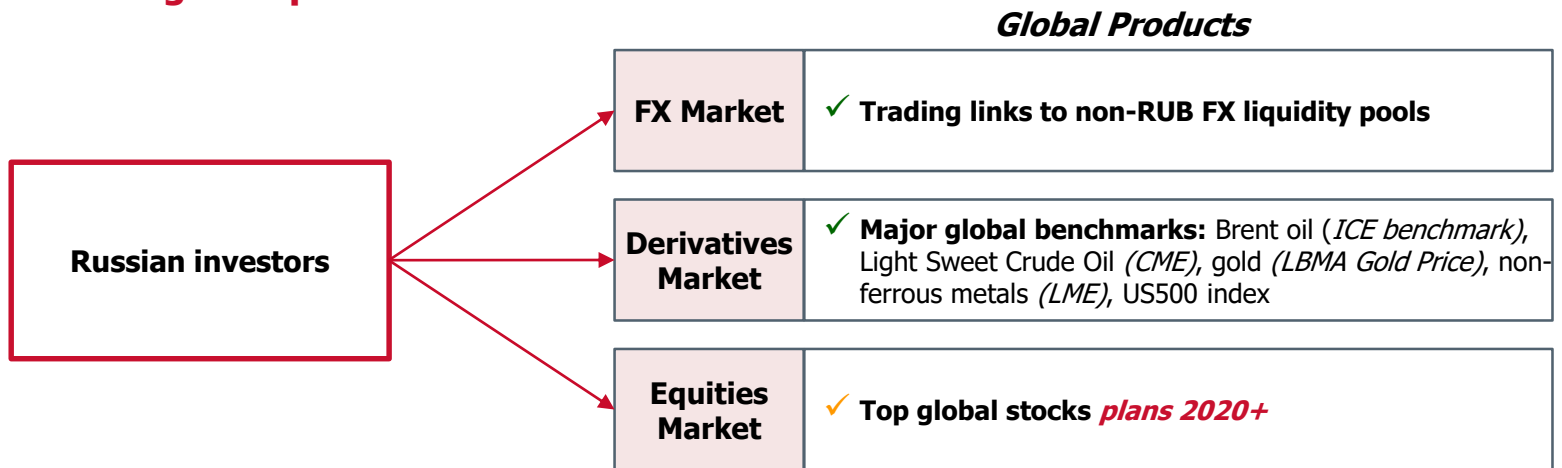 Global Products
FX Market
✓ Trading links to non-RUB FX liquidity pools
Russian investors
Derivatives
Market
✓ Major global benchmarks: Brent oil (ICE benchmark),
Light Sweet Crude Oil (CME), gold (LBMA Gold Price), non-
ferrous metals (LME), US500 index
Equities
Market
✓ Top global stocks plans 2020+